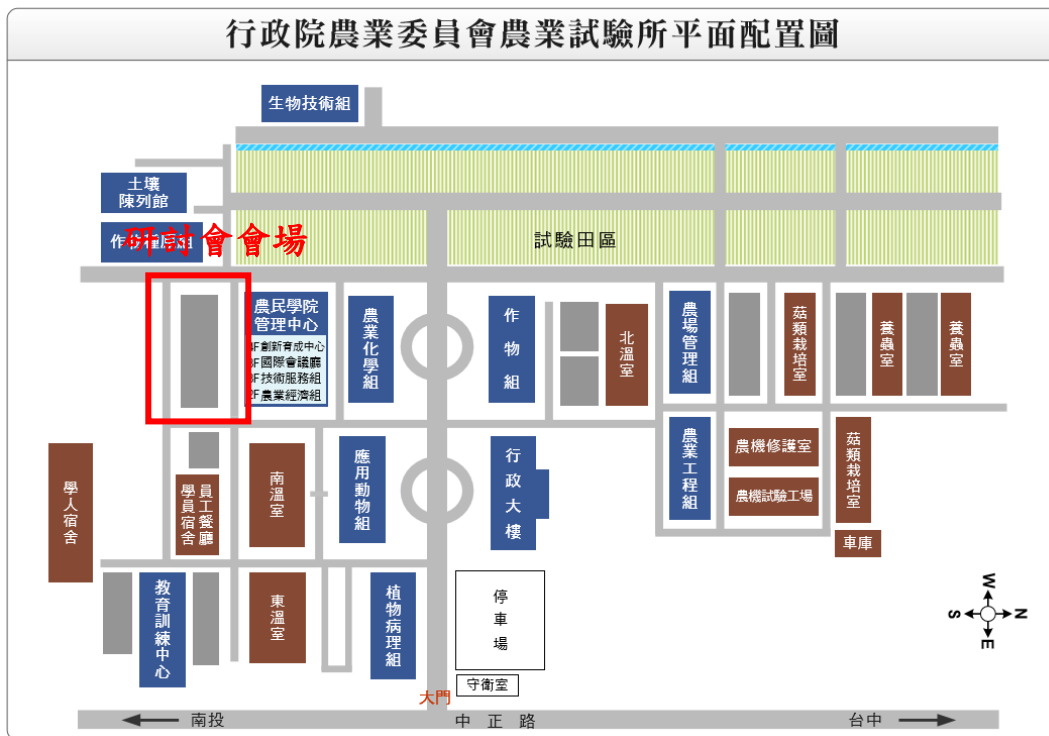 行政院農業委員會農業試驗所平面配置圖
生物技術組
土壤
陳列館
研討會會場
試驗田區
農民學院
管理中心
創新育成中心
國際會議廳
技術服務組
農業經濟組
農業化學組
作物組
北溫室
農場管理組
菇類栽培室
養蟲室
養蟲室
學人宿舍
員工餐廳
學員宿舍
南溫室
應用動物組
行政大樓
農業工程組
農機修護室
農機試驗工場
菇類栽培室
車庫
教育訓練中心
東溫室
植物病理組
停車場
守衛室
大門
W
S
N
E
南投
中正路
台中